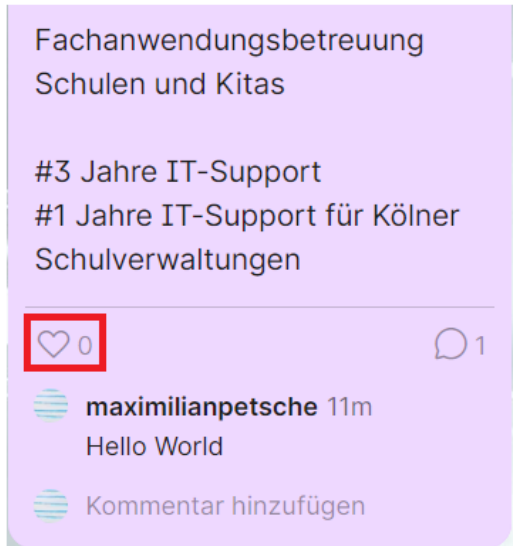 Fachanwendungsbetreuung
Schulen und Kitas
#3 Jahre IT-Support
#1 Jahre IT-Support für Kölner
Schulverwaltungen
0 1
maximilianpetsche 11m
Hello World
Kommentar hinzufügen